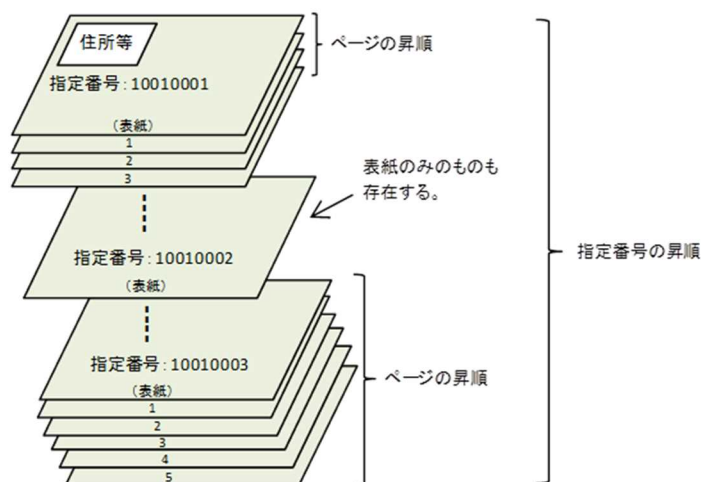 住所等
ページの昇順
指定番号：10010001
（表紙）
1
2
3
表紙のみのものも
存在する。
指定番号：10010002
（表紙）
指定番号の昇順
指定番号：10010003
（表紙）
ページの昇順
1
2
3
4
5